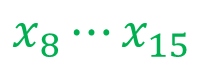 x₈ ⋯ x₁₅